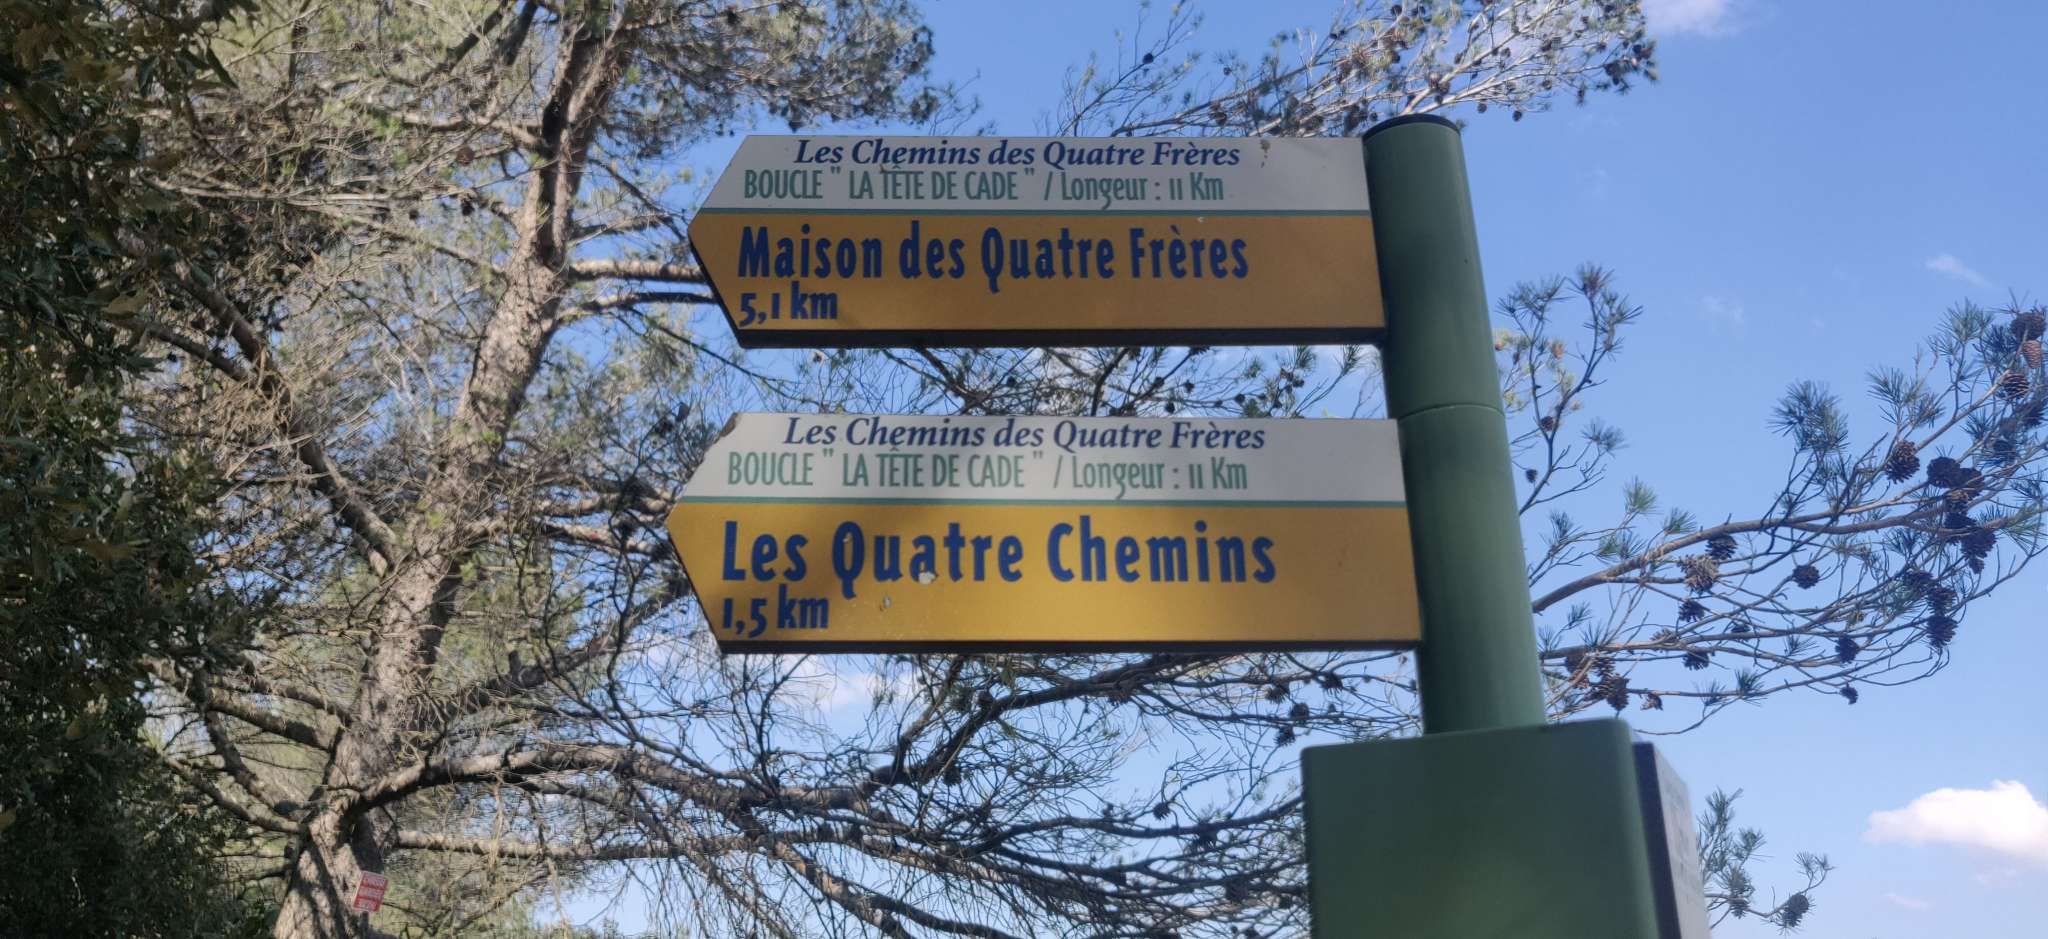 Les Chemins des Quatre Frères
BOUCLE " LA TÊTE DE CADE " / Longeur : 11 Km
Maison des Quatre Frères
5,1 km
Les Chemins des Quatre Frères
BOUCLE " LA TÊTE DE CADE " / Longeur : 11 Km
Les Quatre Chemins
1,5 km